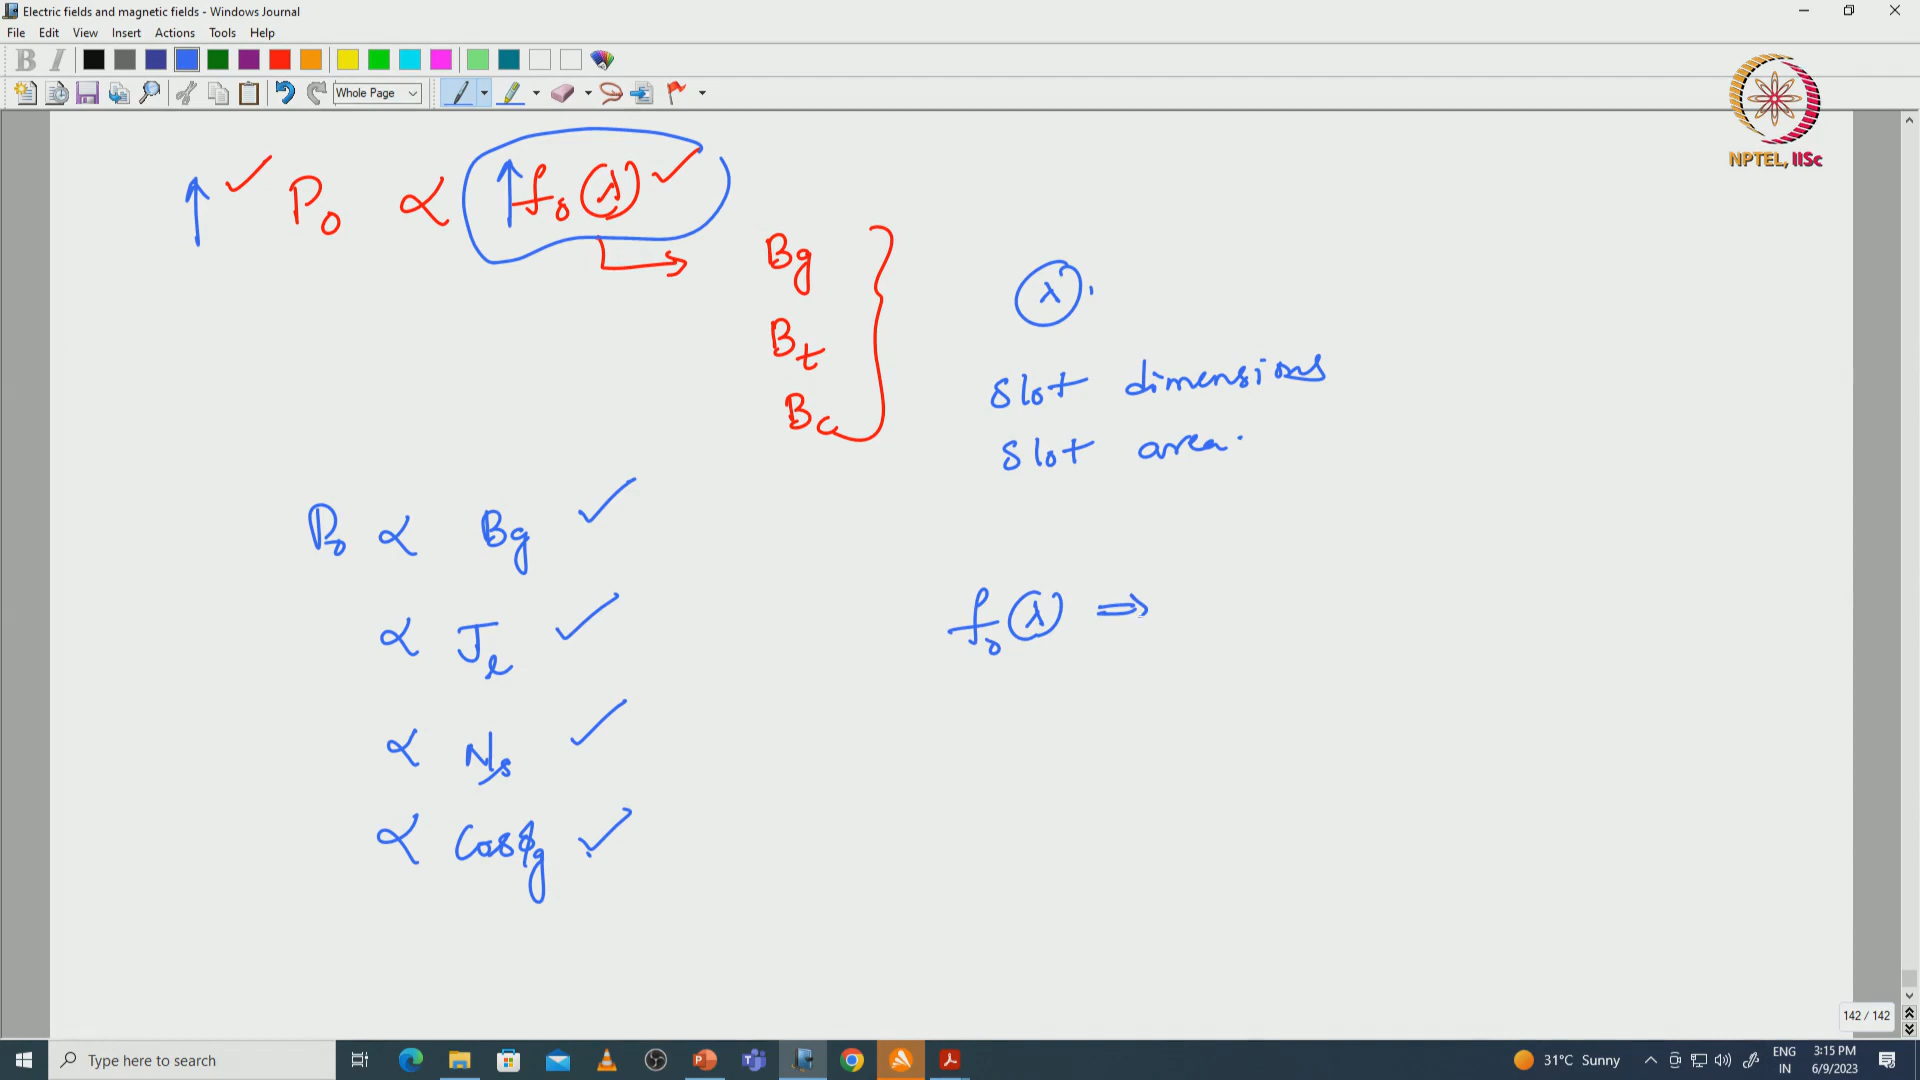 Electric fields and magnetic fields - Windows Journal
File Edit View Insert Actions Tools Help
B I
Whole Page
NPTEL, IISc
↑ ✓ P₀ ∝ ↑ f₀(λ) ✓
Bg
Bt
Bc
λ.
slot dimensions
slot area.
P₀ ∝ Bg ✓
∝ Je ✓
∝ Ns ✓
∝ Cosϕg ✓
f₀(λ) ⇒
142 / 142
Type here to search
31°C Sunny
ENG
IN
3:15 PM
6/9/2023